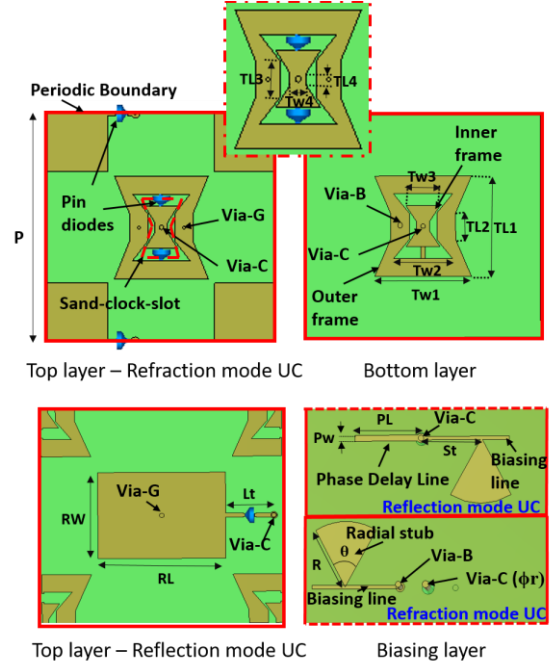 TL3
TL4
Tw4
Periodic Boundary
Pin
diodes
P
Via-G
Via-C
Sand-clock-slot
Inner
frame
Tw3
Via-B
Via-C
TL2
TL1
Tw2
Outer
frame
Tw1
Top layer – Refraction mode UC
Bottom layer
Via-G
Lt
RW
Via-C
RL
PL
Via-C
Pw
St
Phase Delay Line
Biasing
line
Reflection mode UC
Radial stub
R
θ
Via-B
Via-C (ϕr)
Biasing line
Refraction mode UC
Top layer – Reflection mode UC
Biasing layer